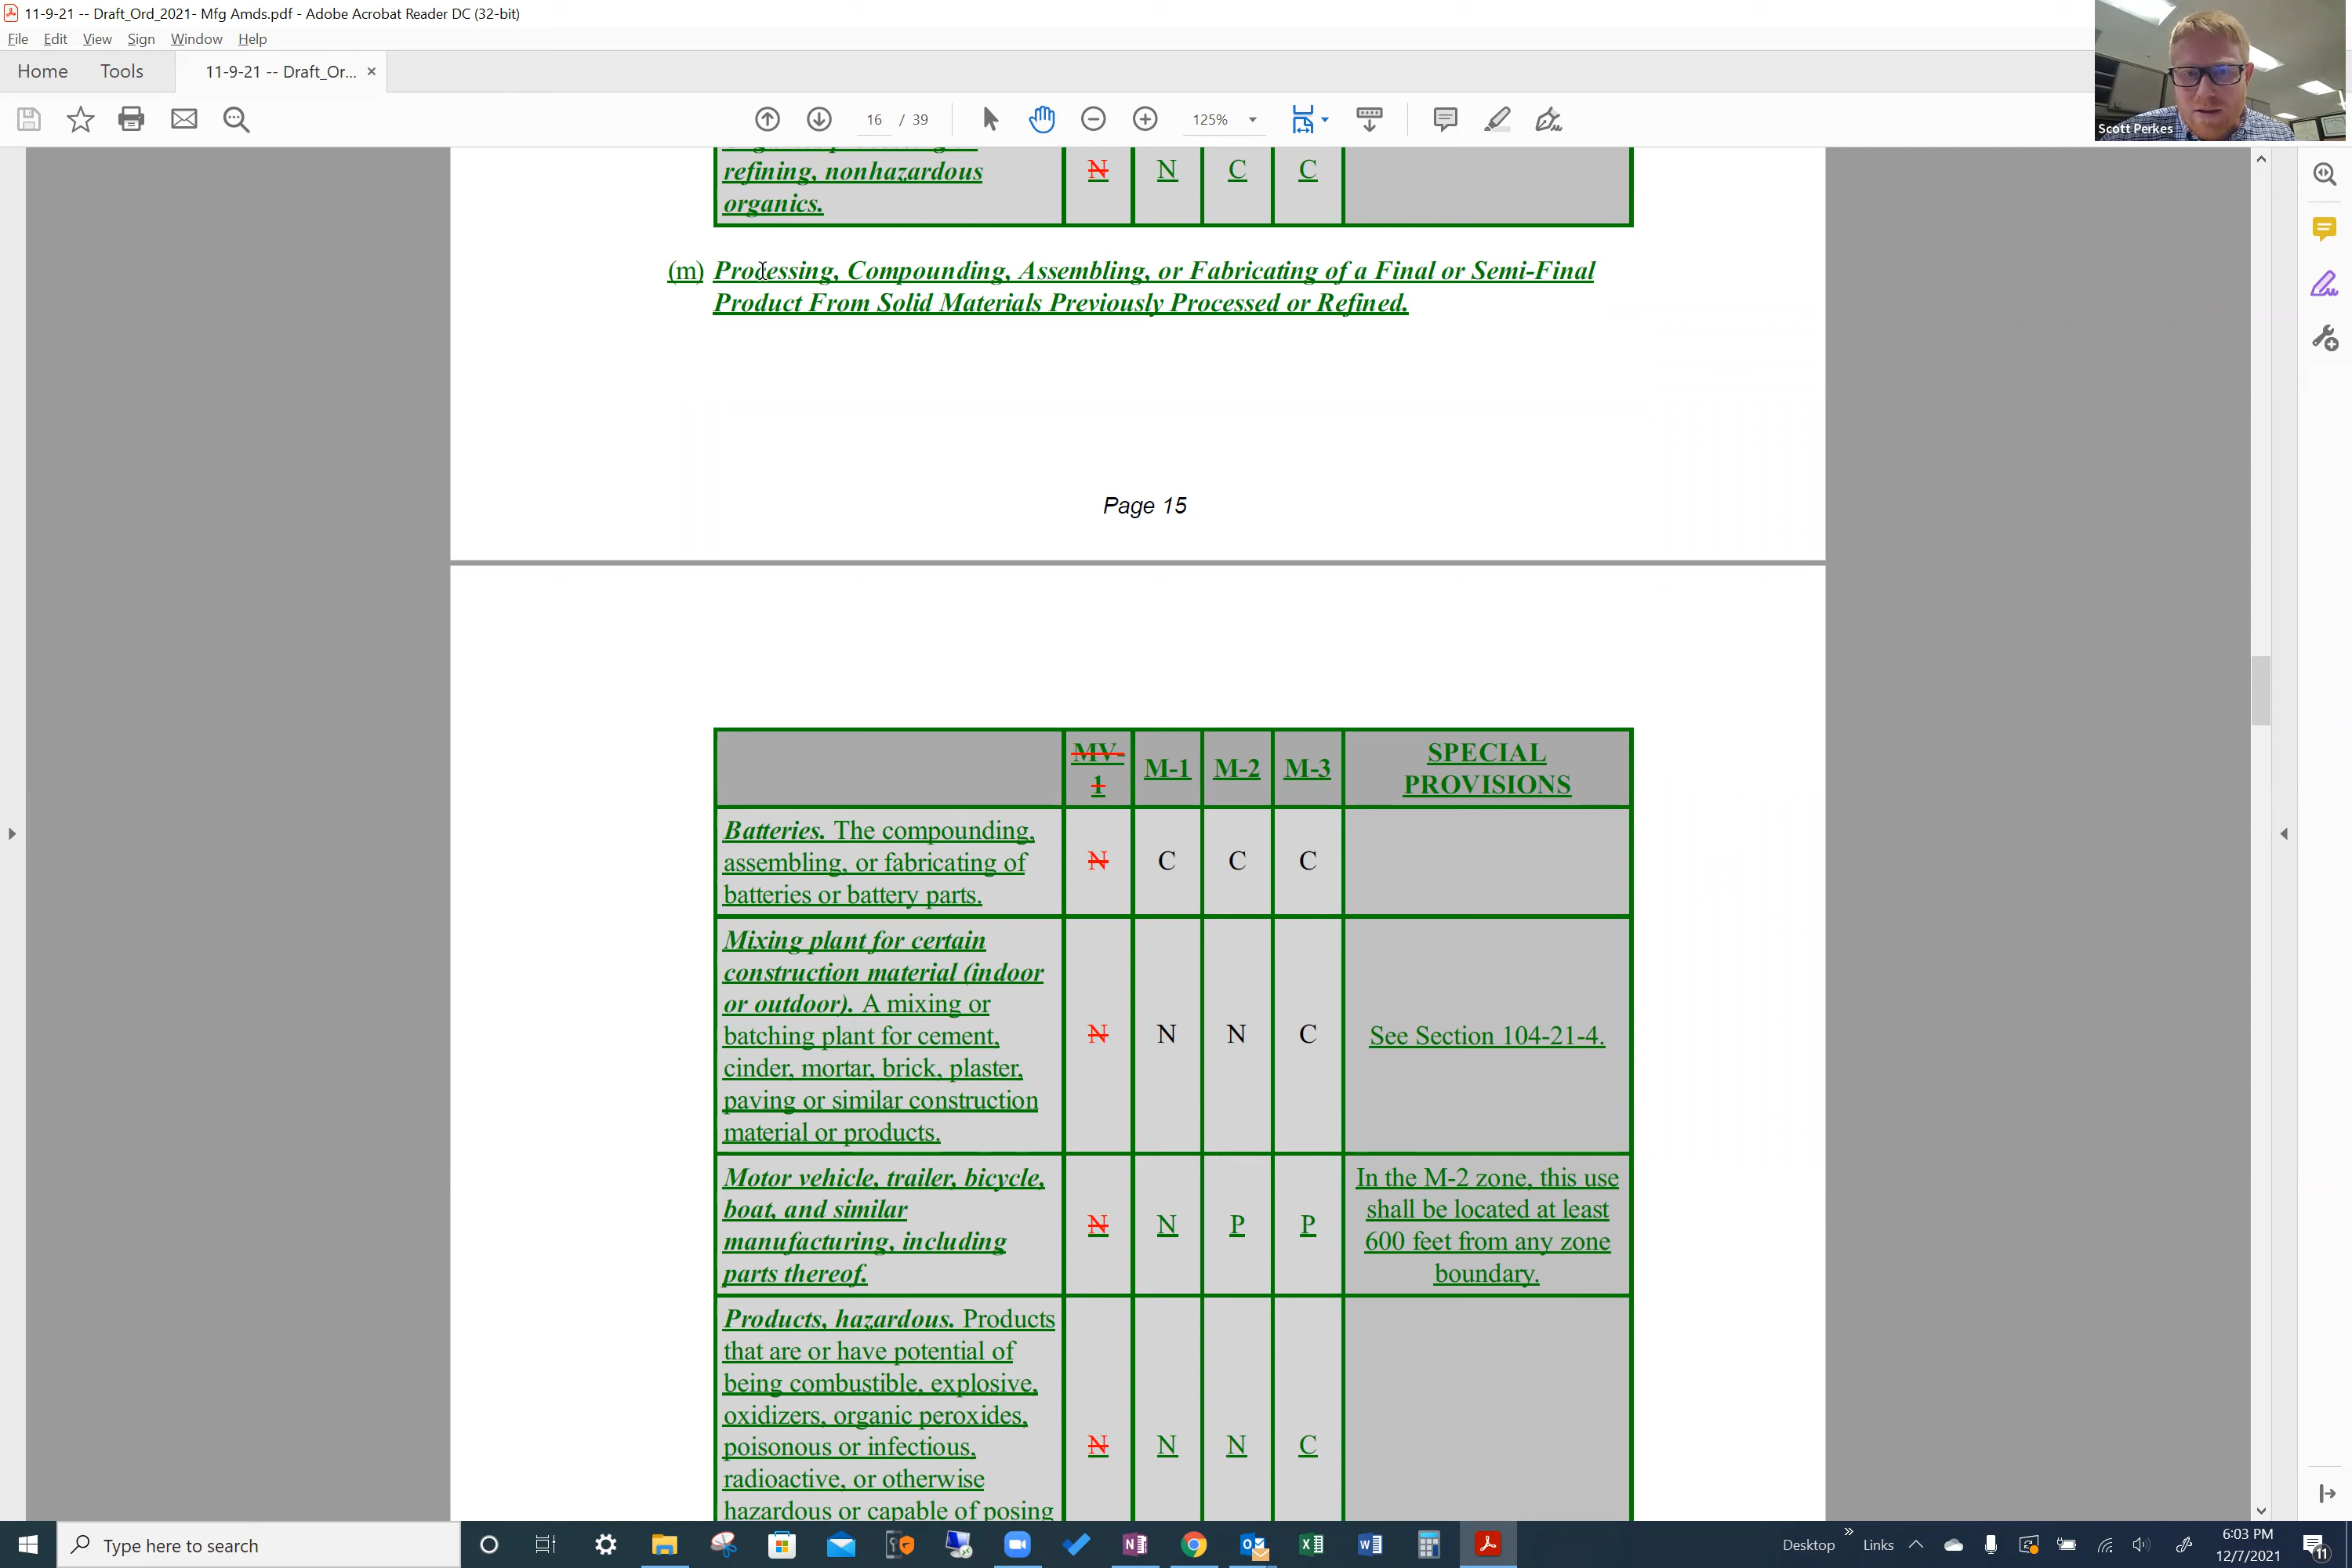 11-9-21 -- Draft_Ord_2021- Mfg Amds.pdf - Adobe Acrobat Reader DC (32-bit)
File Edit View Sign Window Help
Home Tools 11-9-21 -- Draft_Or... ×
16 / 39 125%
Scott Perkes
refining, nonhazardous
organics.
N N C C
(m) Processing, Compounding, Assembling, or Fabricating of a Final or Semi-Final
Product From Solid Materials Previously Processed or Refined.
Page 15
MV-
1
M-1 M-2 M-3
SPECIAL
PROVISIONS
Batteries. The compounding,
assembling, or fabricating of
batteries or battery parts.
N C C C
Mixing plant for certain
construction material (indoor
or outdoor). A mixing or
batching plant for cement,
cinder, mortar, brick, plaster,
paving or similar construction
material or products.
N N N C
See Section 104-21-4.
Motor vehicle, trailer, bicycle,
boat, and similar
manufacturing, including
parts thereof.
N N P P
In the M-2 zone, this use
shall be located at least
600 feet from any zone
boundary.
Products, hazardous. Products
that are or have potential of
being combustible, explosive,
oxidizers, organic peroxides,
poisonous or infectious,
radioactive, or otherwise
hazardous or capable of posing
N N N C
Type here to search
Desktop Links
6:03 PM
12/7/2021
11